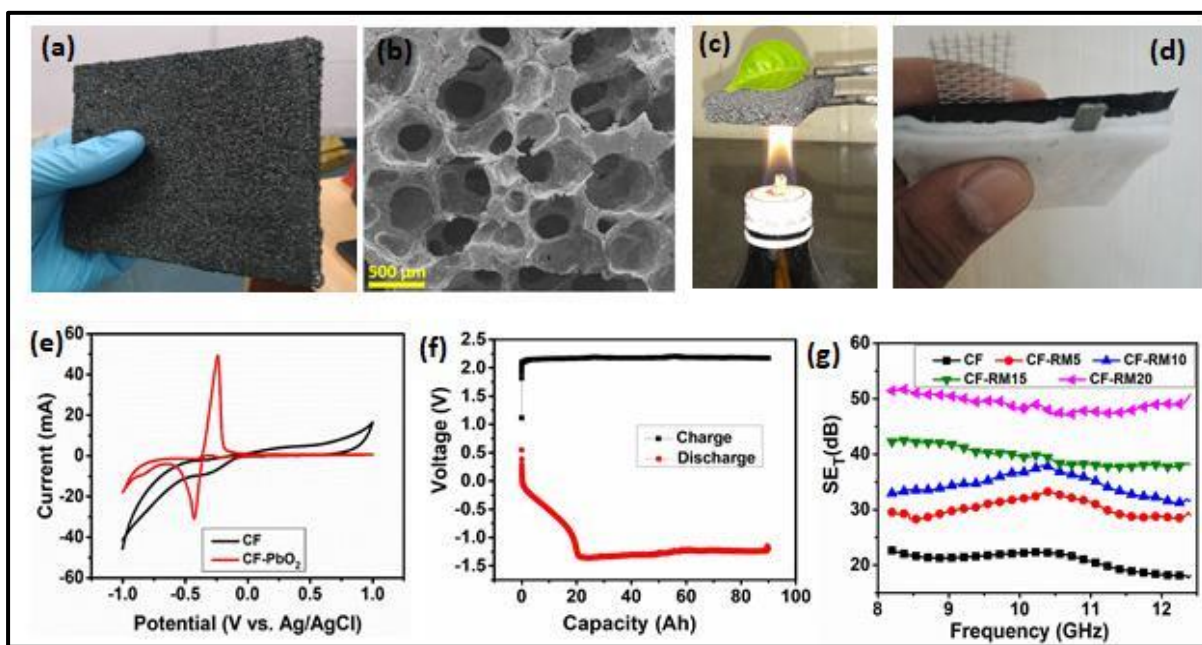 (a)
(b)
500 µm
(c)
(d)
(e)
60
40
20
0
-20
-40
-60
Current (mA)
CF
CF-PbO₂
-1.0 -0.5 0.0 0.5 1.0
Potential (V vs. Ag/AgCl)
(f)
2.5
2.0
1.5
1.0
0.5
0.0
-0.5
-1.0
-1.5
Voltage (V)
Charge
Discharge
0 20 40 60 80 100
Capacity (Ah)
(g)
CF CF-RM5 CF-RM10
CF-RM15 CF-RM20
60
50
40
30
20
SE_T(dB)
8 9 10 11 12
Frequency (GHz)